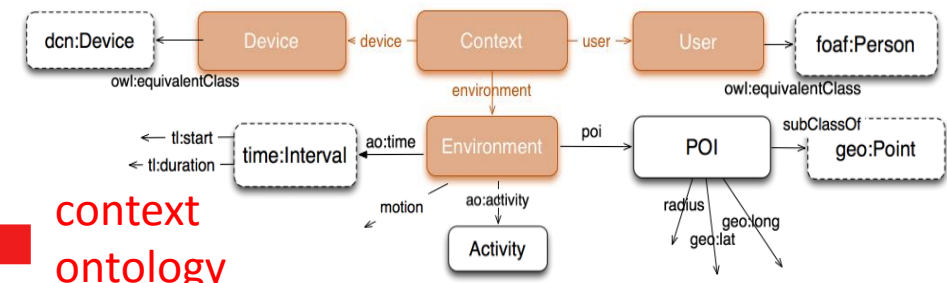 dcn:Device
Device
device
Context
user
User
foaf:Person
owl:equivalentClass
environment
owl:equivalentClass
tl:start
tl:duration
time:Interval
ao:time
Environment
poi
POI
subClassOf
geo:Point
motion
ao:activity
Activity
radius
geo:lat
geo:long
context
ontology